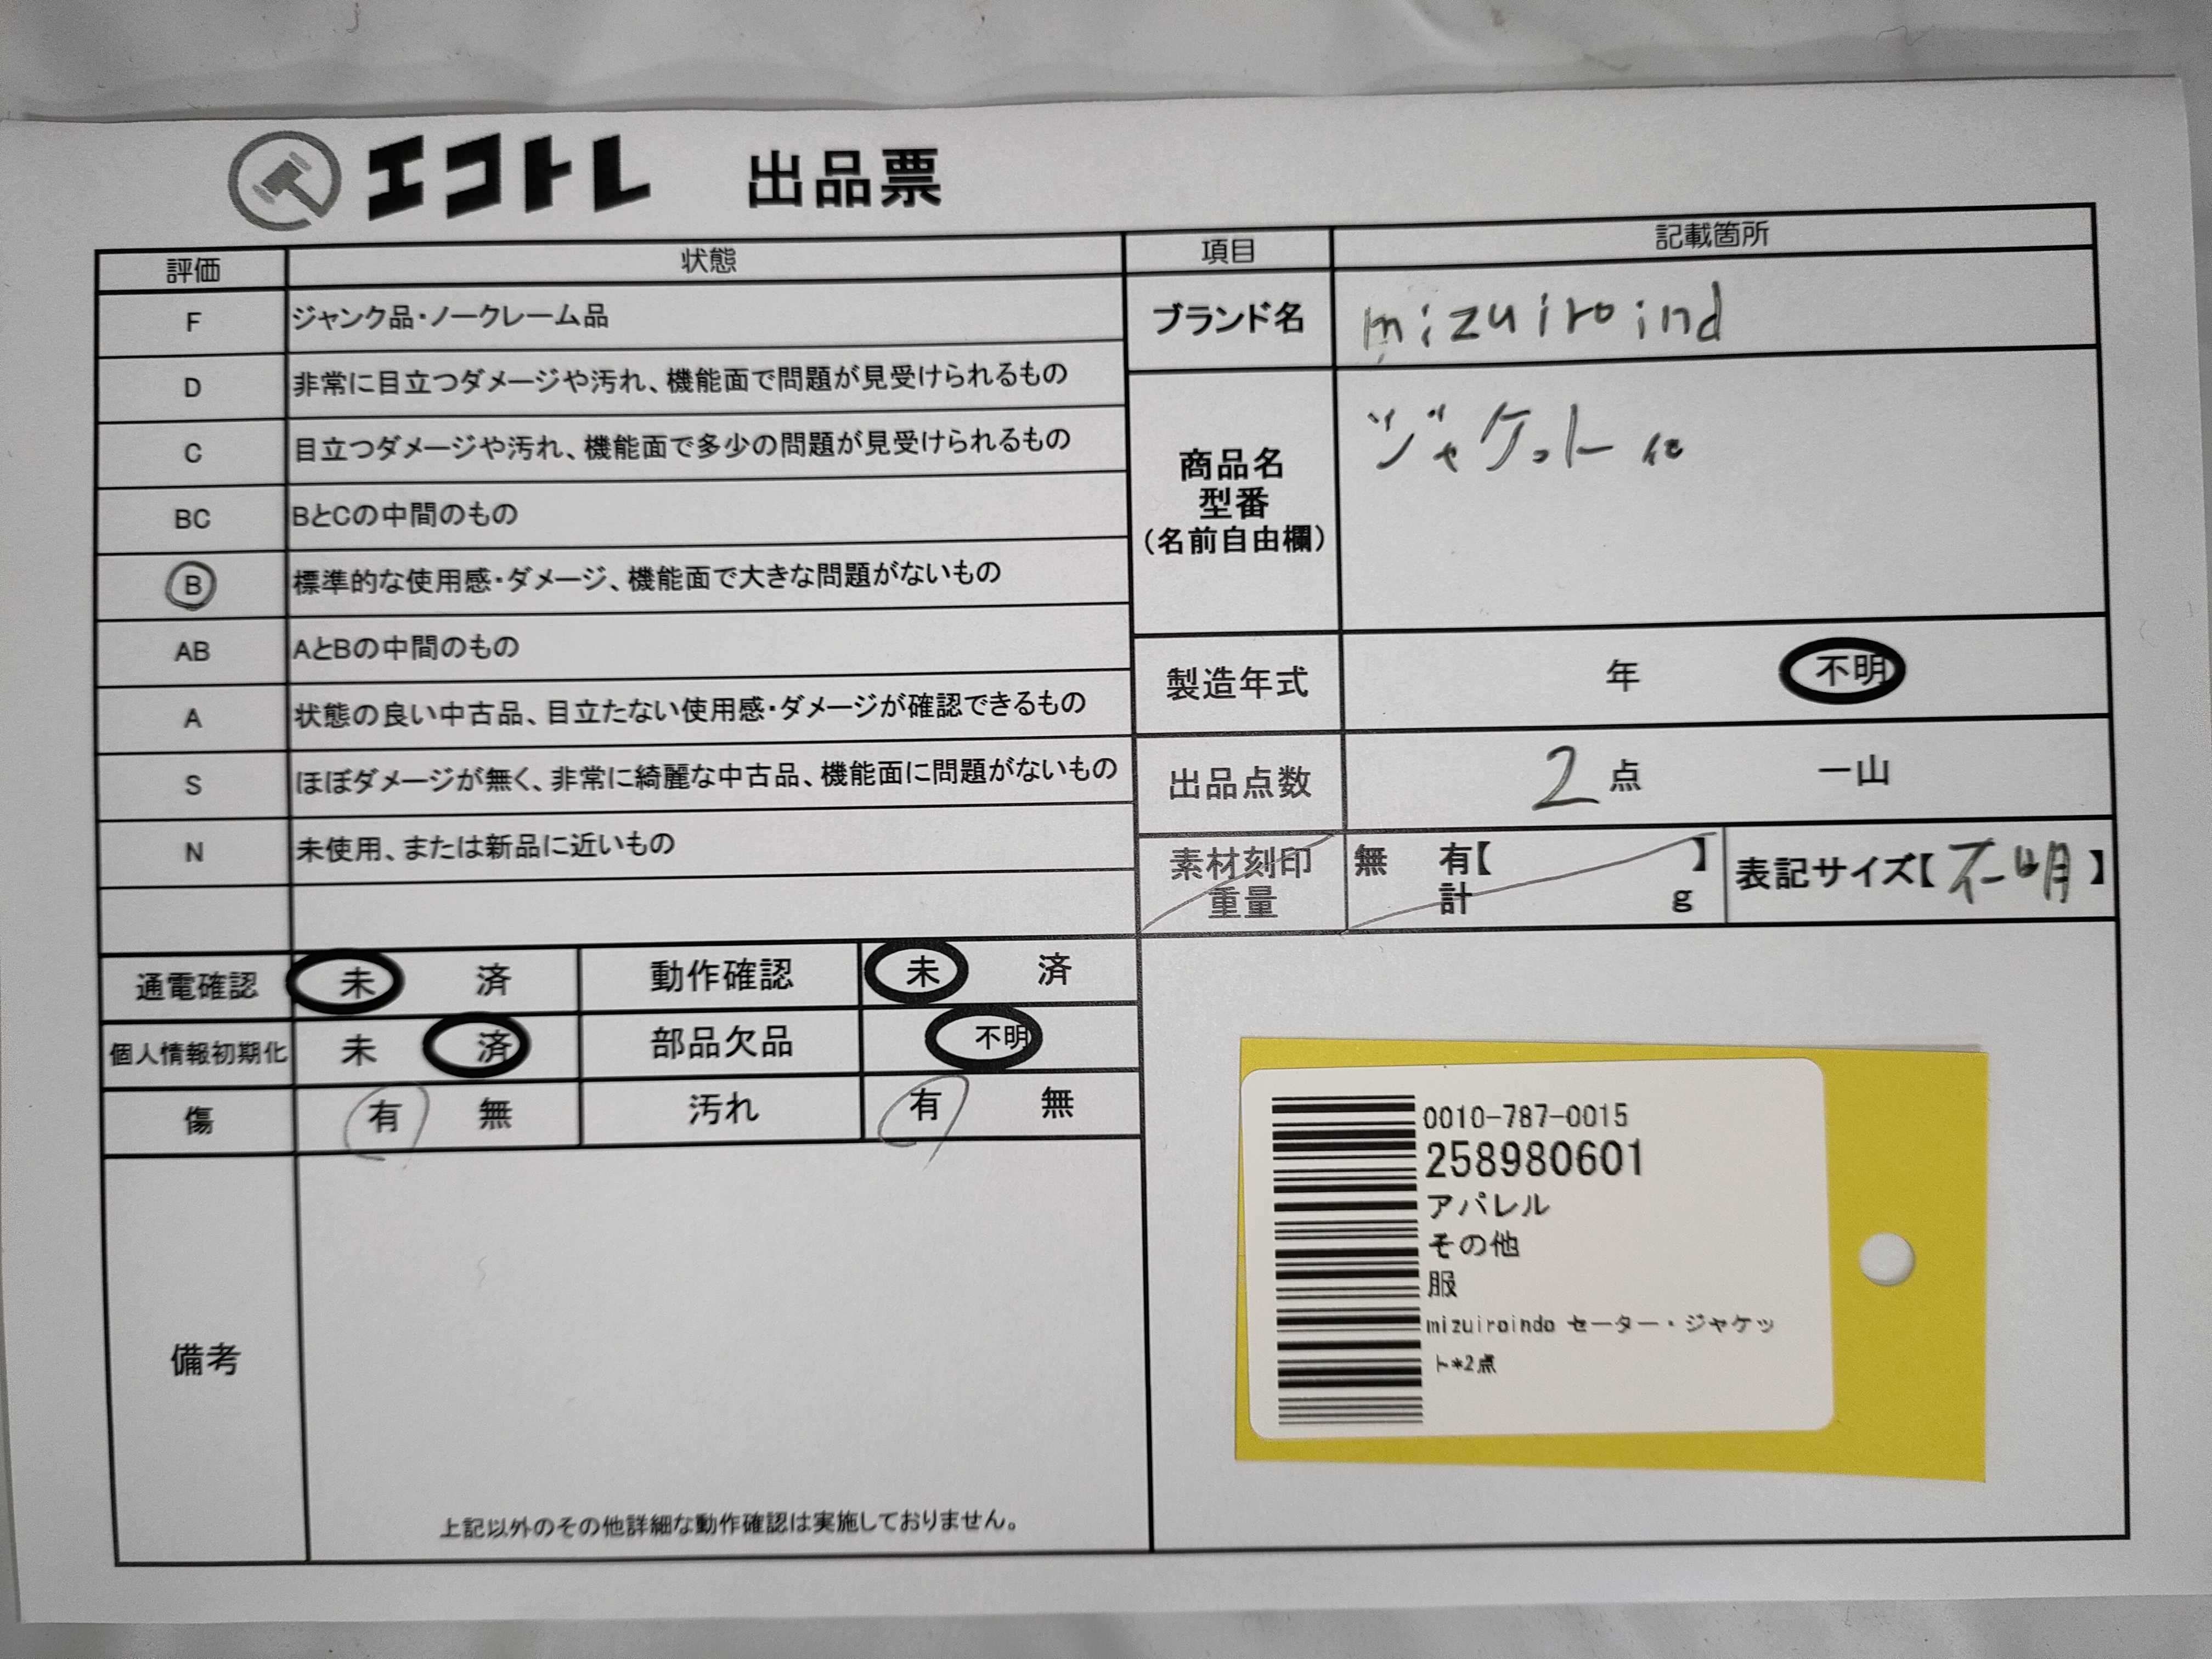 エコトレ 出品票
評価 状態
F ジャンク品・ノークレーム品
D 非常に目立つダメージや汚れ、機能面で問題が見受けられるもの
C 目立つダメージや汚れ、機能面で多少の問題が見受けられるもの
BC BとCの中間のもの
B 標準的な使用感・ダメージ、機能面で大きな問題がないもの
AB AとBの中間のもの
A 状態の良い中古品、目立たない使用感・ダメージが確認できるもの
S ほぼダメージが無く、非常に綺麗な中古品、機能面に問題がないもの
N 未使用、または新品に近いもの
通電確認 未 済 動作確認 未 済
個人情報初期化 未 済 部品欠品 不明
傷 有 無 汚れ 有 無
備考
上記以外のその他詳細な動作確認は実施しておりません。
項目 記載箇所
ブランド名 mizuiroind
商品名
型番
(名前自由欄)
ジャケット 他
製造年式 年 不明
出品点数 2点 一山
素材刻印 無 有【 】
重量 計 g
表記サイズ【不明】
0010-787-0015
258980601
アパレル
その他
服
mizuiroindo セーター・ジャケッ
ト*2点